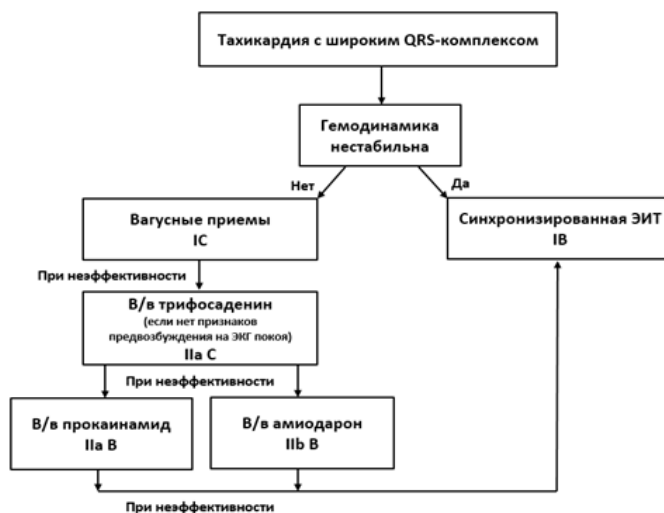 Тахикардия с широким QRS-комплексом
Гемодинамика
нестабильна
Нет
Да
Вагусные приемы
IC
Синхронизированная ЭИТ
IB
При неэффективности
В/в трифосаденин
(если нет признаков
предвозбуждения на ЭКГ покоя)
IIa C
При неэффективности
В/в прокаинамид
IIa B
В/в амиодарон
IIb B
При неэффективности